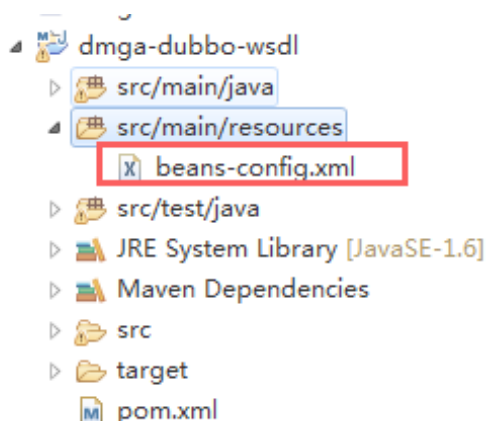 dmga-dubbo-wsdl
src/main/java
src/main/resources
beans-config.xml
src/test/java
JRE System Library [JavaSE-1.6]
Maven Dependencies
src
target
pom.xml